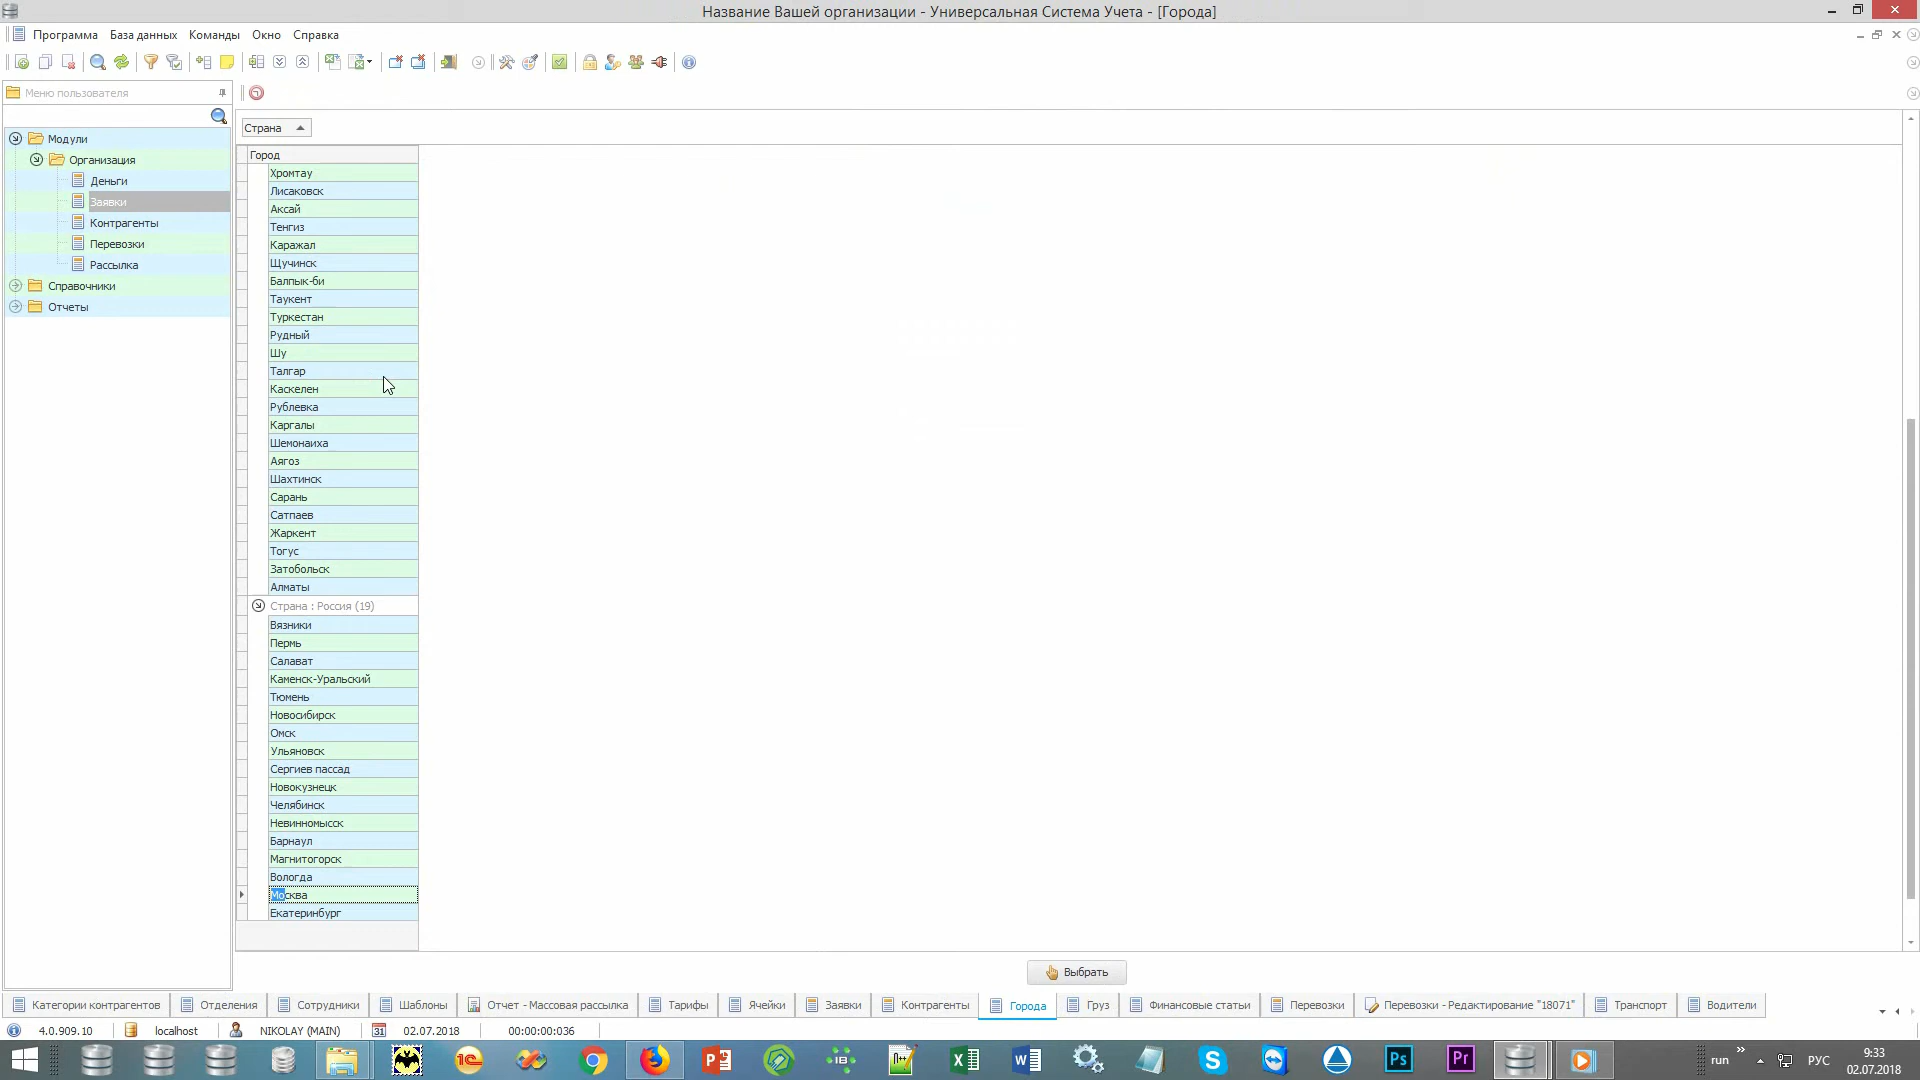 Название Вашей организации - Универсальная Система Учета - [Города]
Программа База данных Команды Окно Справка
Меню пользователя
Модули
Организация
Деньги
Заявки
Контрагенты
Перевозки
Рассылка
Справочники
Отчеты
Страна
Город
Хромтау
Лисаковск
Аксай
Тенгиз
Каражал
Щучинск
Балпык-би
Таукент
Туркестан
Рудный
Шу
Талгар
Каскелен
Рублевка
Каргалы
Шемонаиха
Аягоз
Шахтинск
Сарань
Сатпаев
Жаркент
Тогус
Затобольск
Алматы
Страна : Россия (19)
Вязники
Пермь
Салават
Каменск-Уральский
Тюмень
Новосибирск
Омск
Ульяновск
Сергиев пассад
Новокузнецк
Челябинск
Невинномысск
Барнаул
Магнитогорск
Вологда
Москва
Екатеринбург
Выбрать
Категории контрагентов Отделения Сотрудники Шаблоны Отчет - Массовая рассылка Тарифы Ячейки Заявки Контрагенты Города Груз Финансовые статьи Перевозки Перевозки - Редактирование "18071" Транспорт Водители
4.0.909.10 localhost NIKOLAY (MAIN) 31 02.07.2018 00:00:00:036
run РУС 9:33
02.07.2018